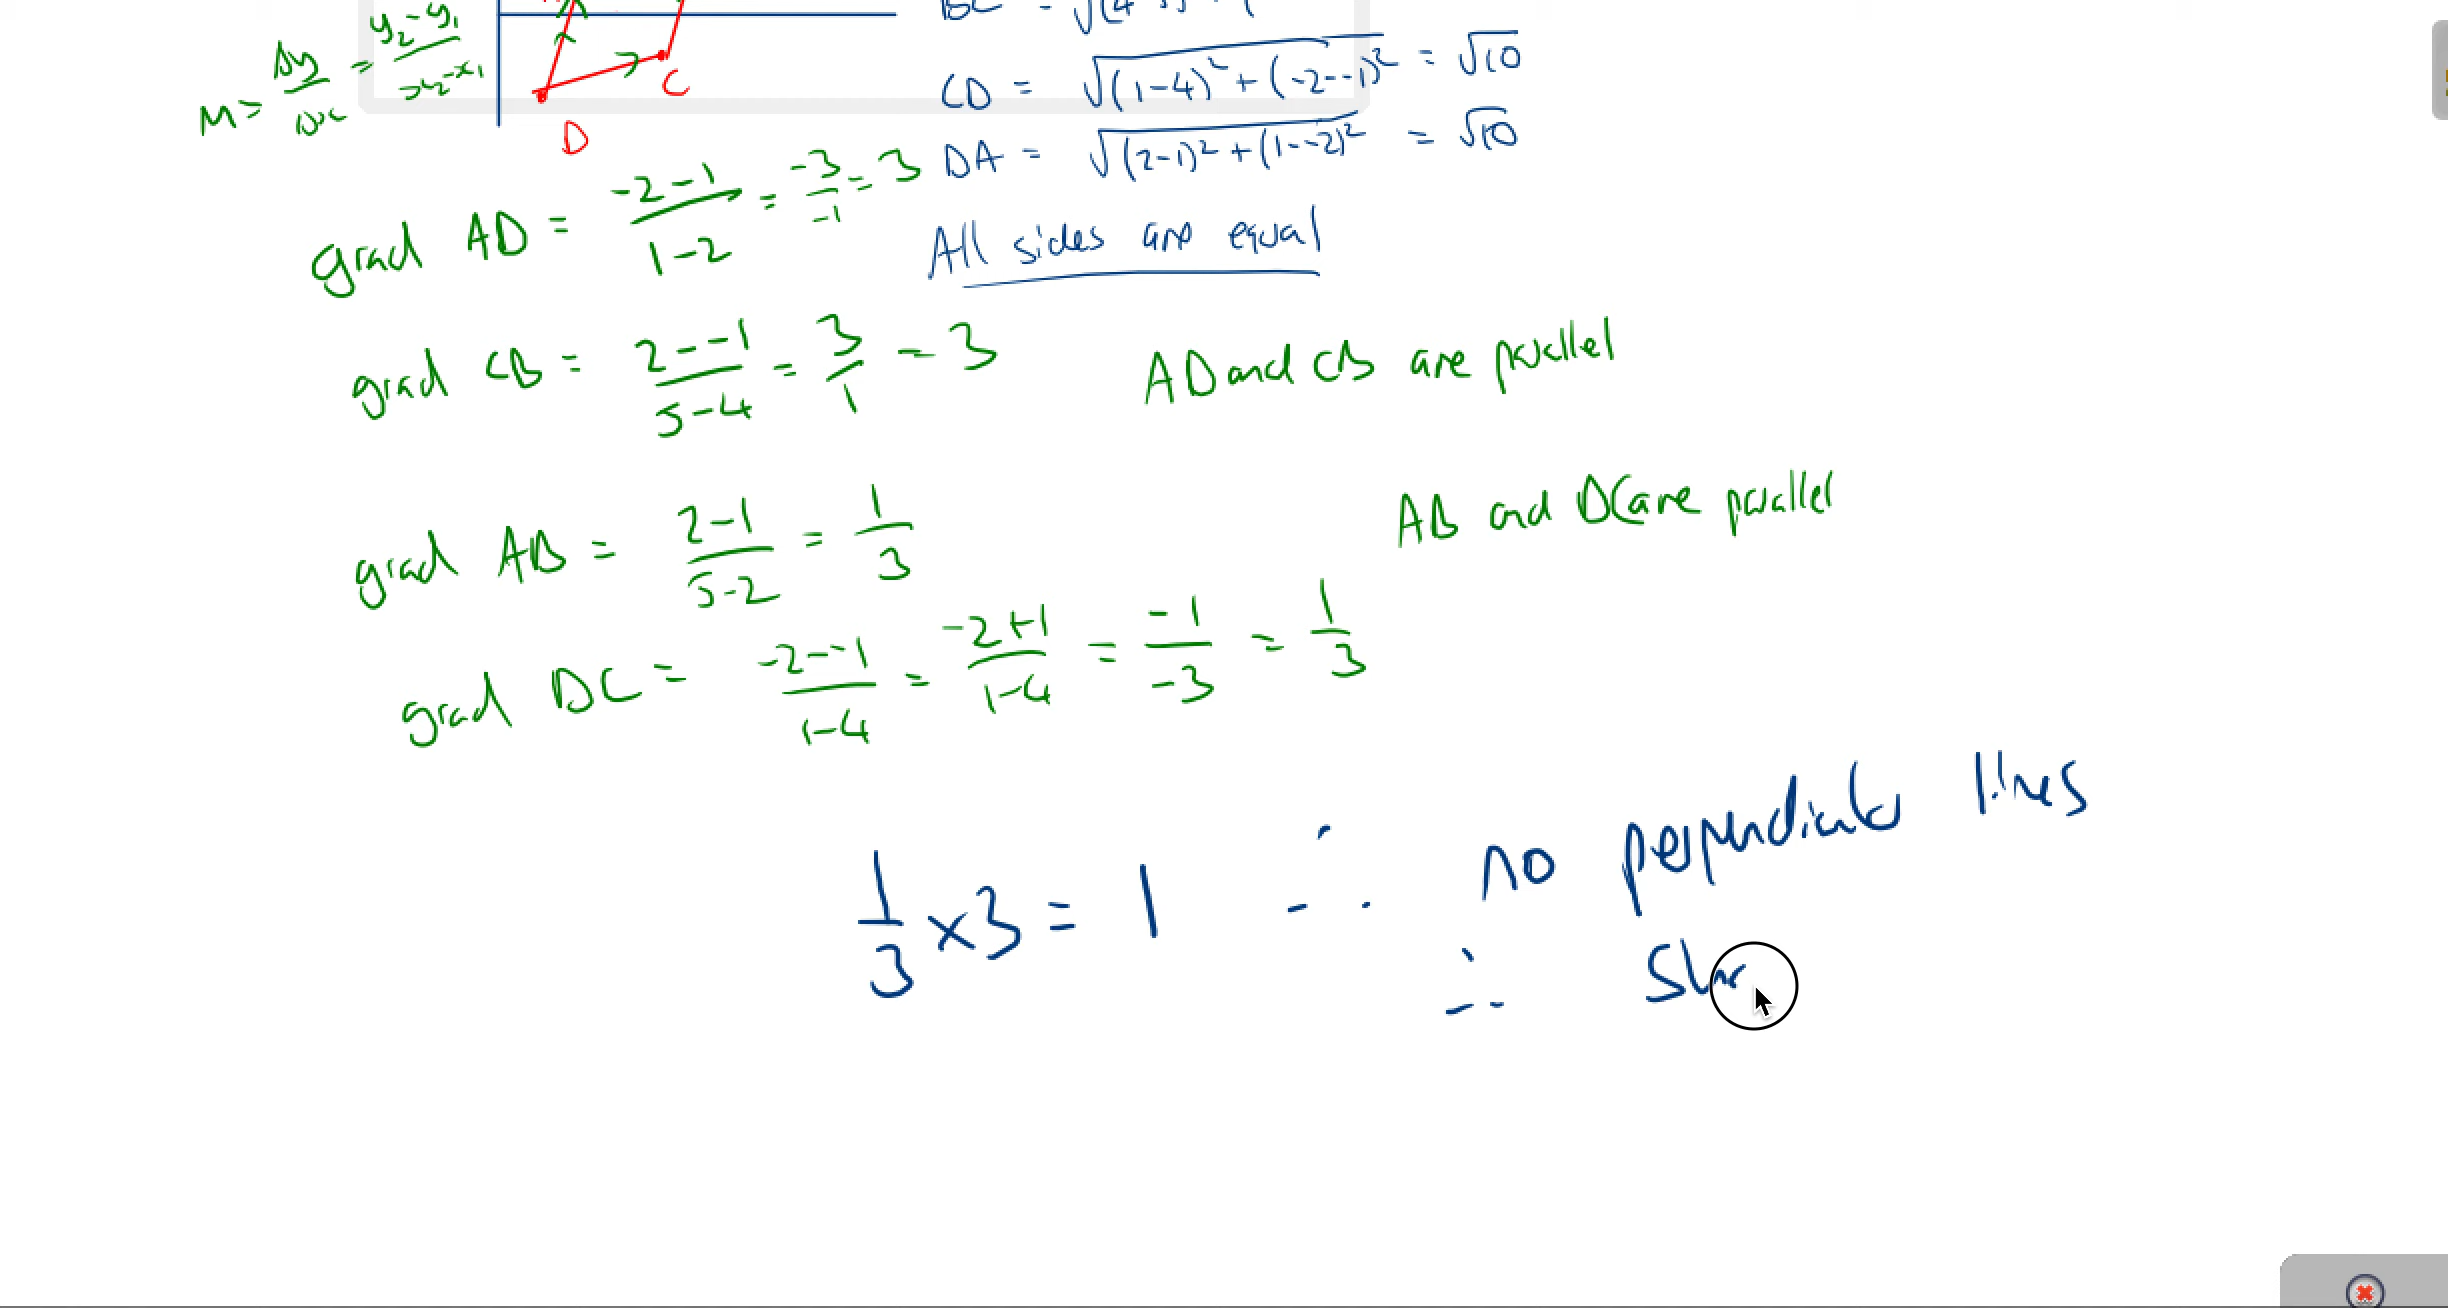 M = Δy/Δx = y₂-y₁/x₂-x₁
C
D
CD = √(1-4)²+(-2--1)² = √10
DA = √(2-1)²+(1--2)² = √10
All sides are equal
grad AD = -2-1/1-2 = -3/-1 = 3
grad CB = 2--1/5-4 = 3/1 = 3
AD and CB are parallel
grad AB = 2-1/5-2 = 1/3
AB and DC are parallel
grad DC = -2--1/1-4 = -2+1/1-4 = -1/-3 = 1/3
1/3 × 3 = 1 ∴ no perpendicular lines
∴